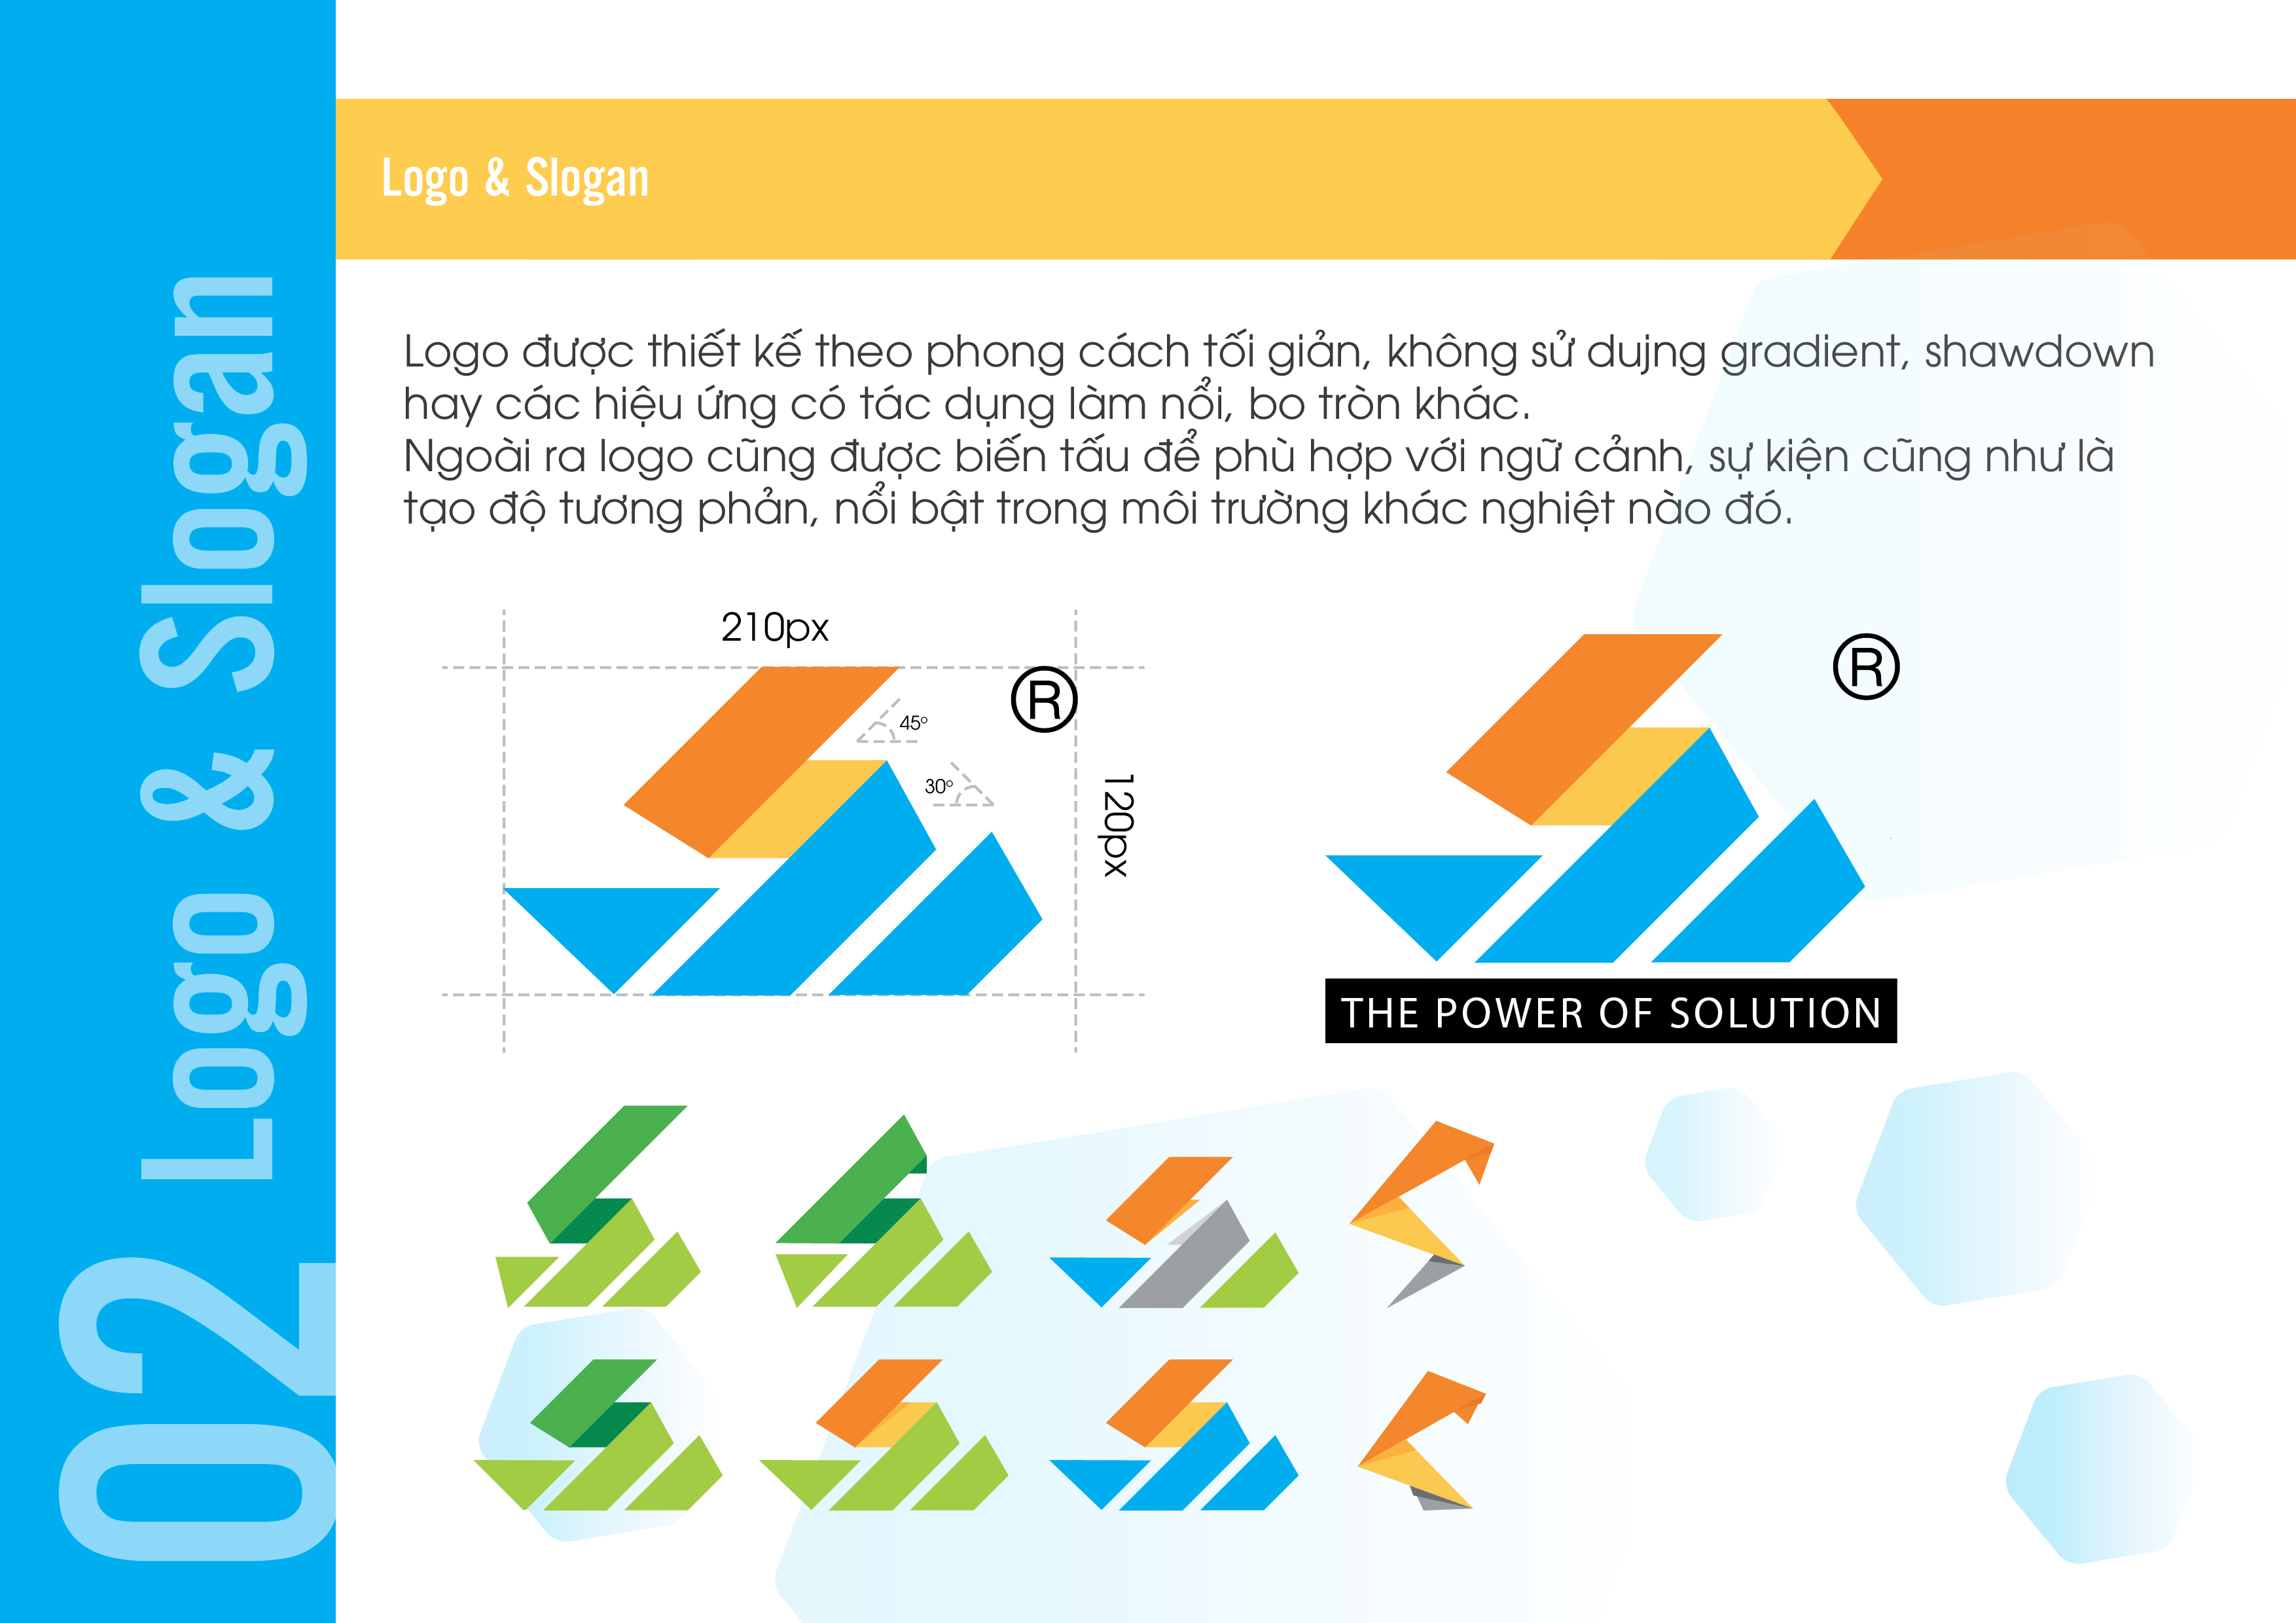 02 Logo & Slogan
Logo & Slogan
Logo được thiết kế theo phong cách tối giản, không sử dujng gradient, shawdown
hay các hiệu ứng có tác dụng làm nổi, bo tròn khác.
Ngoài ra logo cũng được biến tấu để phù hợp với ngữ cảnh, sự kiện cũng như là
tạo độ tương phản, nổi bật trong môi trường khác nghiệt nào đó.
210px
®
45°
30°
120px
®
THE POWER OF SOLUTION